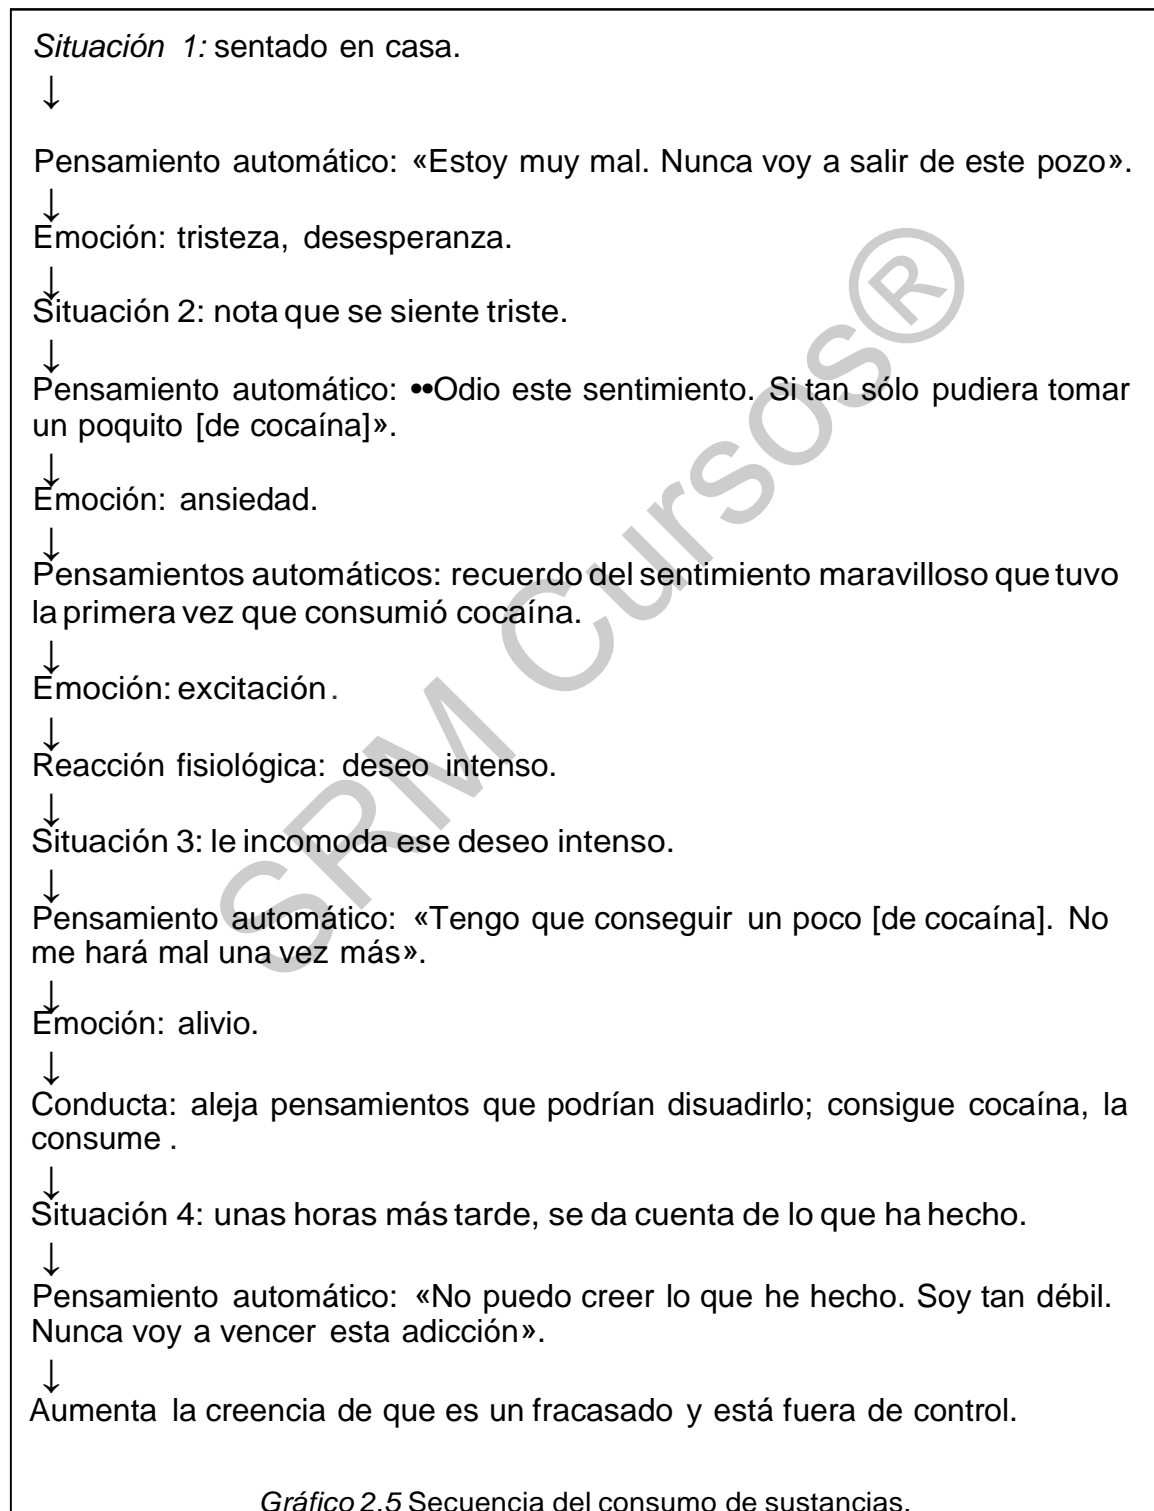 Situación 1: sentado en casa.
↓
Pensamiento automático: «Estoy muy mal. Nunca voy a salir de este pozo».
↓
Emoción: tristeza, desesperanza.
↓
Situación 2: nota que se siente triste.
↓
Pensamiento automático: ••Odio este sentimiento. Si tan sólo pudiera tomar
un poquito [de cocaína]».
↓
Emoción: ansiedad.
↓
Pensamientos automáticos: recuerdo del sentimiento maravilloso que tuvo
la primera vez que consumió cocaína.
↓
Emoción: excitación.
↓
Reacción fisiológica: deseo intenso.
↓
Situación 3: le incomoda ese deseo intenso.
↓
Pensamiento automático: «Tengo que conseguir un poco [de cocaína]. No
me hará mal una vez más».
↓
Emoción: alivio.
↓
Conducta: aleja pensamientos que podrían disuadirlo; consigue cocaína, la
consume .
↓
Situación 4: unas horas más tarde, se da cuenta de lo que ha hecho.
↓
Pensamiento automático: «No puedo creer lo que he hecho. Soy tan débil.
Nunca voy a vencer esta adicción».
↓
Aumenta la creencia de que es un fracasado y está fuera de control.
Gráfico 2.5 Secuencia del consumo de sustancias.
SRM Cursos®